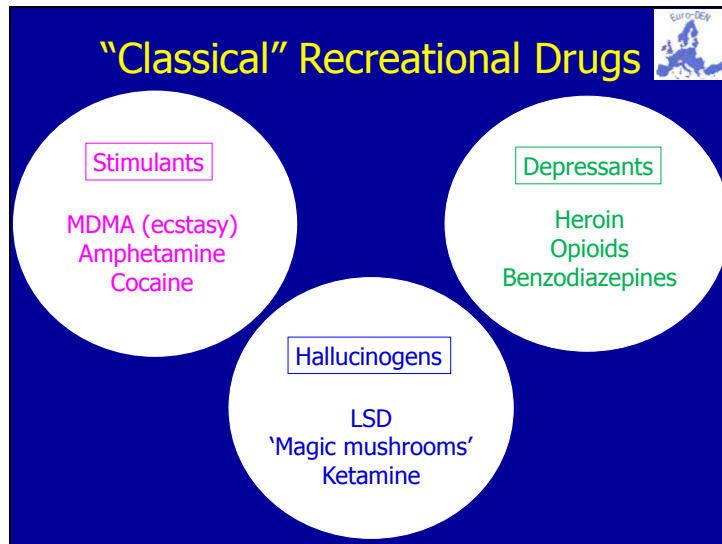 “Classical” Recreational Drugs
Euro-DEN
Stimulants
MDMA (ecstasy)
Amphetamine
Cocaine
Depressants
Heroin
Opioids
Benzodiazepines
Hallucinogens
LSD
‘Magic mushrooms’
Ketamine